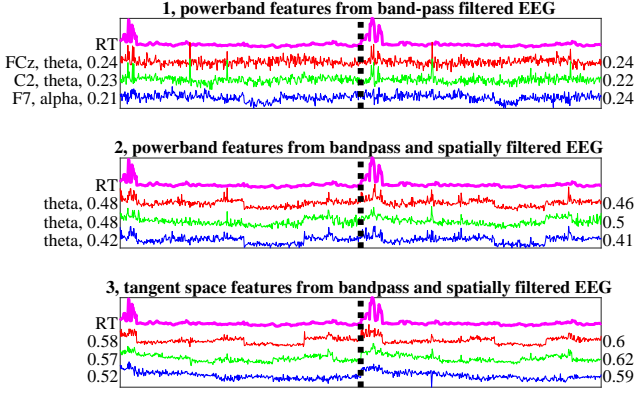 1, powerband features from band-pass filtered EEG
RT
FCz, theta, 0.24 0.24
C2, theta, 0.23 0.22
F7, alpha, 0.21 0.24
2, powerband features from bandpass and spatially filtered EEG
RT
theta, 0.48 0.46
theta, 0.48 0.5
theta, 0.42 0.41
3, tangent space features from bandpass and spatially filtered EEG
RT
0.58 0.6
0.57 0.62
0.52 0.59